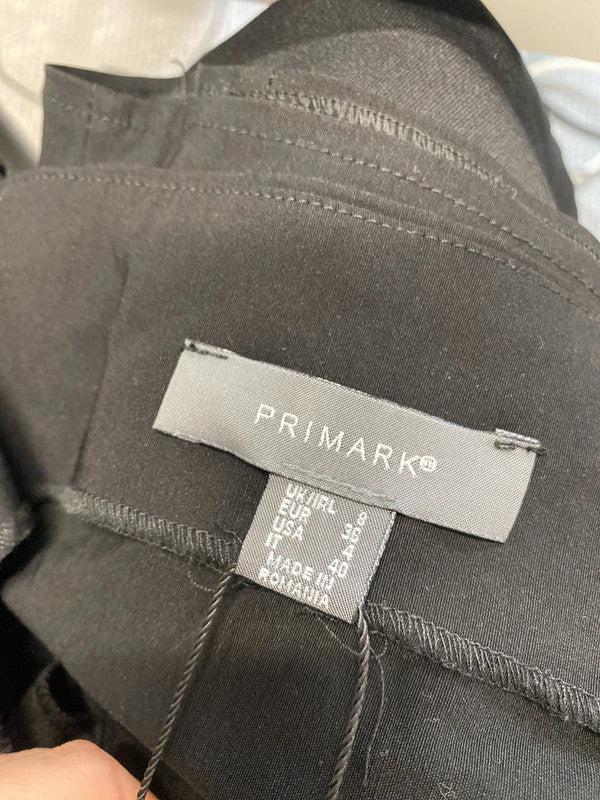 PRIMARK®
UK/IRL 8
EUR 36
USA 4
IT 40
MADE IN
ROMANIA